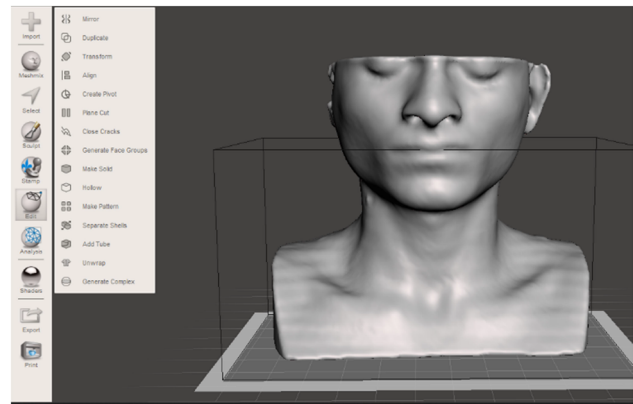 Import
Meshmix
Select
Sculpt
Stamp
Edit
Analysis
Shaders
Export
Print
Mirror
Duplicate
Transform
Align
Create Pivot
Plane Cut
Close Cracks
Generate Face Groups
Make Solid
Hollow
Make Pattern
Separate Shells
Add Tube
Unwrap
Generate Complex